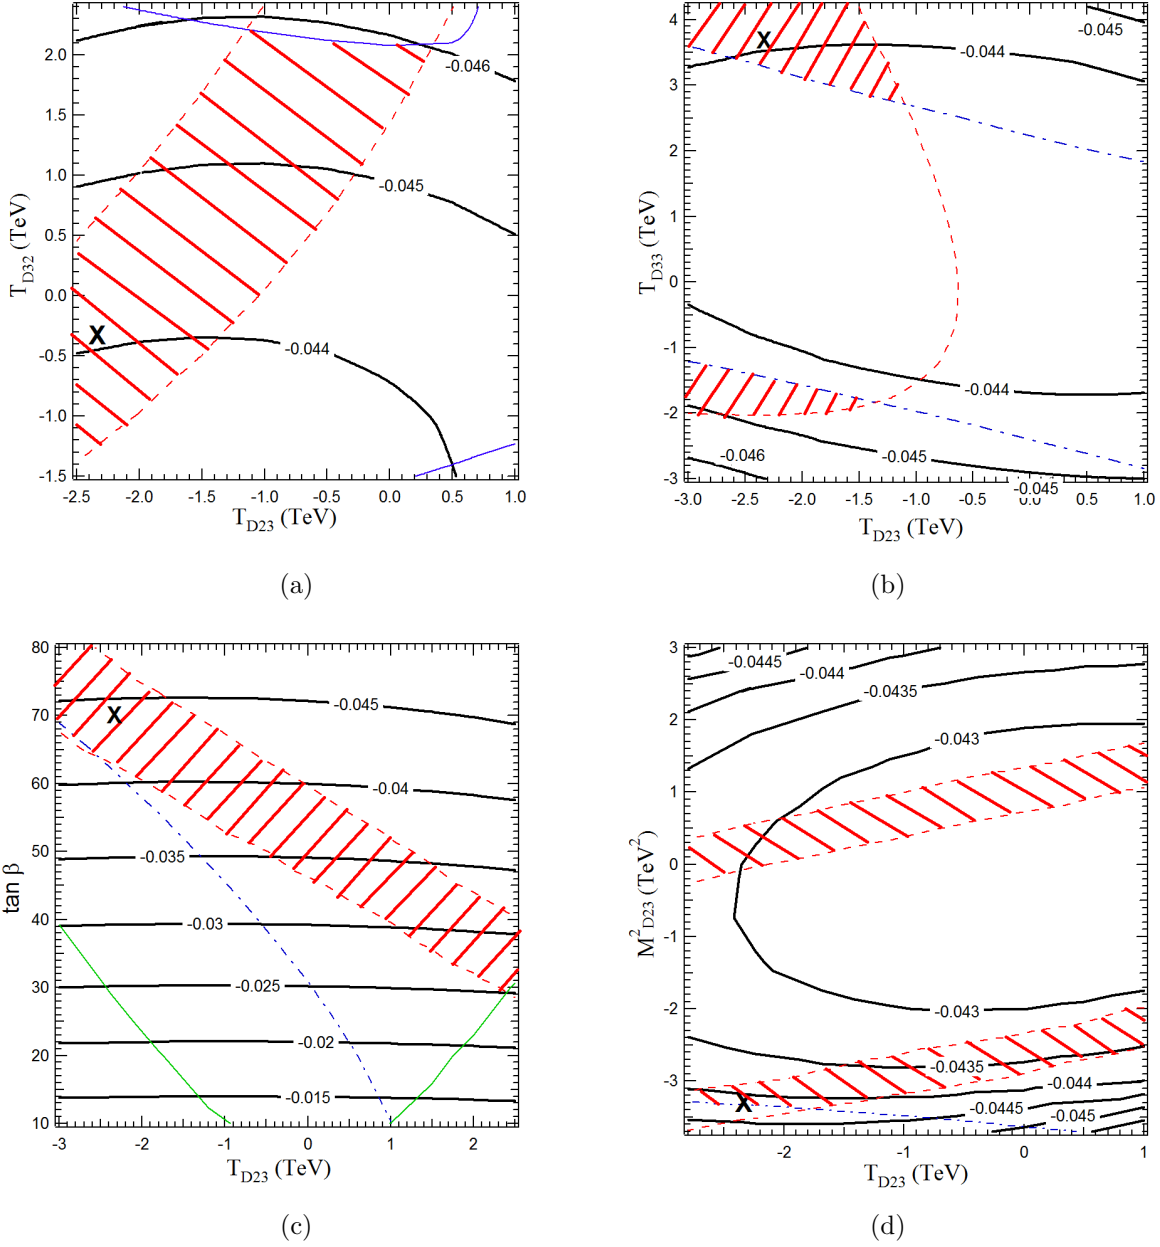 2.0
1.5
1.0
0.5
0.0
-0.5
-1.0
-1.5
T_D32 (TeV)
-0.046
-0.045
-0.044
X
-2.5 -2.0 -1.5 -1.0 -0.5 0.0 0.5 1.0
T_D23 (TeV)
(a)
4
3
2
1
0
-1
-2
-3
T_D33 (TeV)
X
-0.045
-0.044
-0.044
-0.045
-0.046
-0.045
-3.0 -2.5 -2.0 -1.5 -1.0 -0.5 0.0 0.5 1.0
T_D23 (TeV)
(b)
80
70
60
50
40
30
20
10
tan β
X
-0.045
-0.04
-0.035
-0.03
-0.025
-0.02
-0.015
-3 -2 -1 0 1 2
T_D23 (TeV)
(c)
3
2
1
0
-1
-2
-3
M²_D23 (TeV²)
-0.0445
-0.044
-0.0435
-0.043
-0.043
-0.0435
-0.044
-0.0445
-0.045
X
-2 -1 0 1
T_D23 (TeV)
(d)